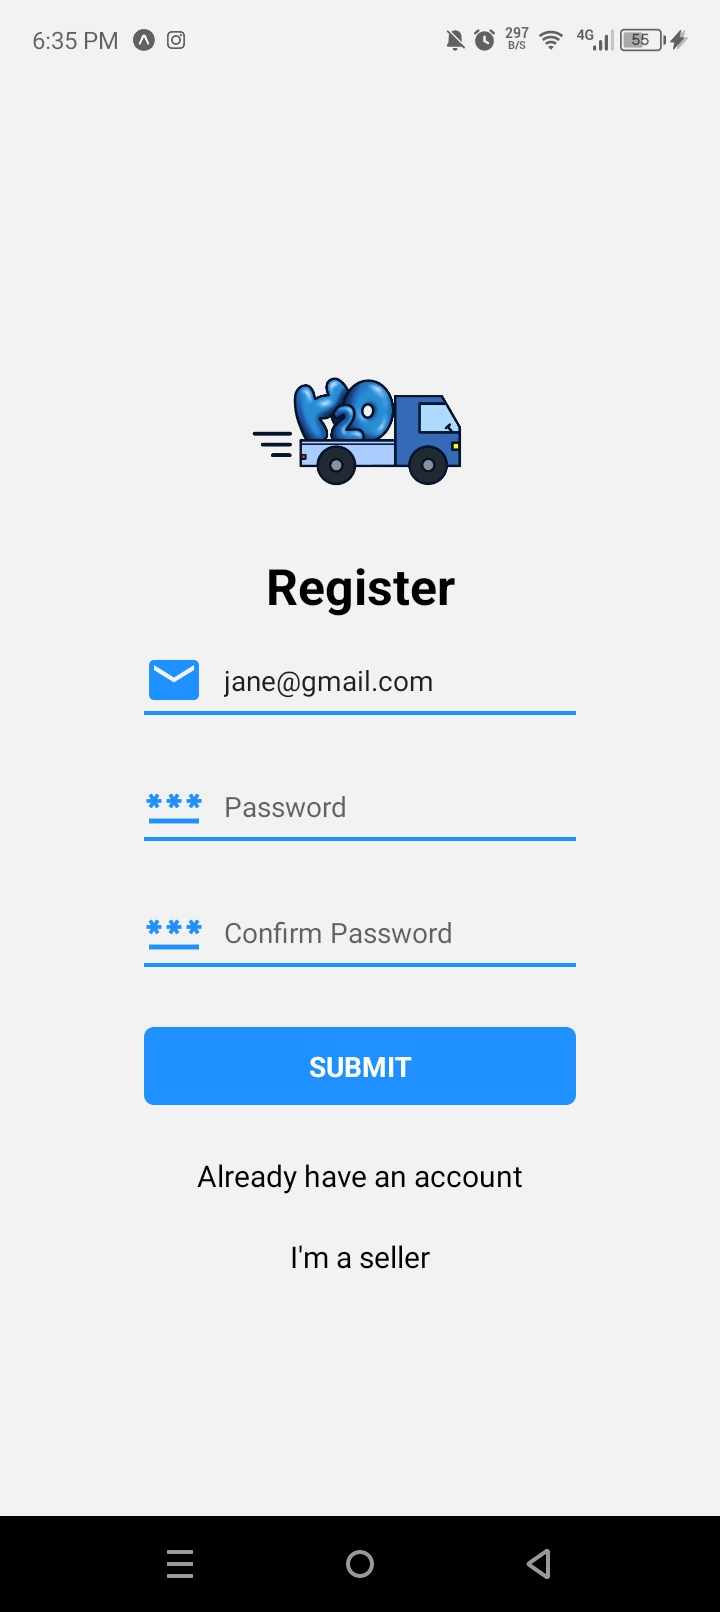 6:35 PM 297 B/S 4G 55
H2O
Register
jane@gmail.com
*** Password
*** Confirm Password
SUBMIT
Already have an account
I'm a seller